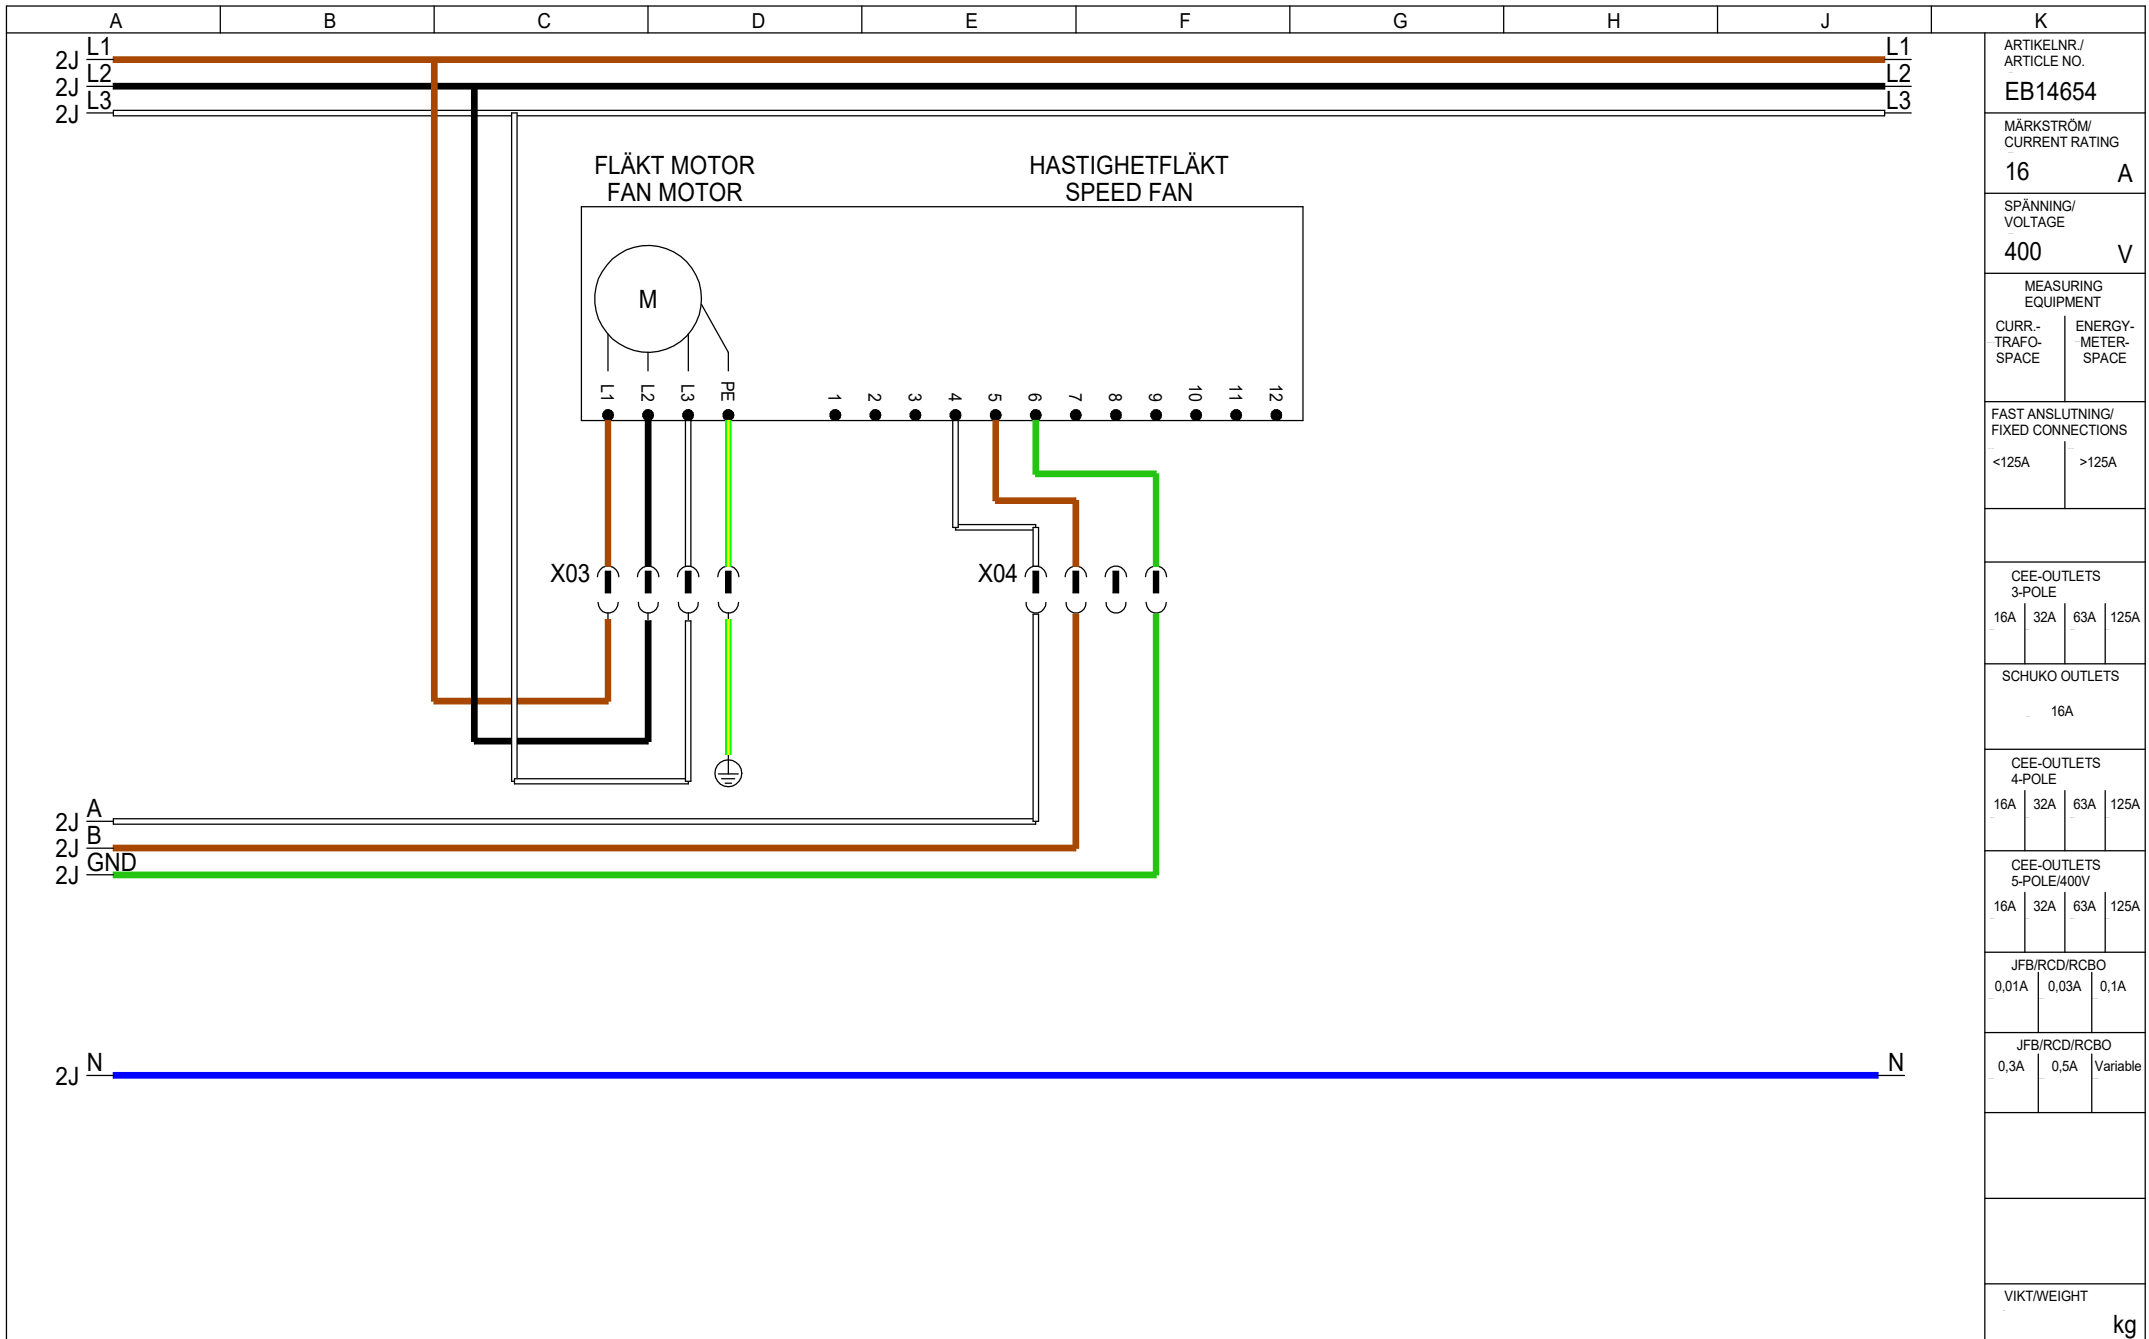 A B C D E F G H J K
2J L1 L1
2J L2 L2
2J L3 L3
FLÄKT MOTOR
FAN MOTOR
HASTIGHETFLÄKT
SPEED FAN
M
L1 L2 L3 PE 1 2 3 4 5 6 7 8 9 10 11 12
X03 X04
2J A
2J B
2J GND
2J N N
ARTIKELNR./
ARTICLE NO.
EB14654
MÄRKSTRÖM/
CURRENT RATING
16 A
SPÄNNING/
VOLTAGE
400 V
MEASURING
EQUIPMENT
CURR.-
TRAFO-
SPACE
ENERGY-
METER-
SPACE
FAST ANSLUTNING/
FIXED CONNECTIONS
<125A >125A
CEE-OUTLETS
3-POLE
16A 32A 63A 125A
SCHUKO OUTLETS
16A
CEE-OUTLETS
4-POLE
16A 32A 63A 125A
CEE-OUTLETS
5-POLE/400V
16A 32A 63A 125A
JFB/RCD/RCBO
0,01A 0,03A 0,1A
JFB/RCD/RCBO
0,3A 0,5A Variable
VIKT/WEIGHT
kg